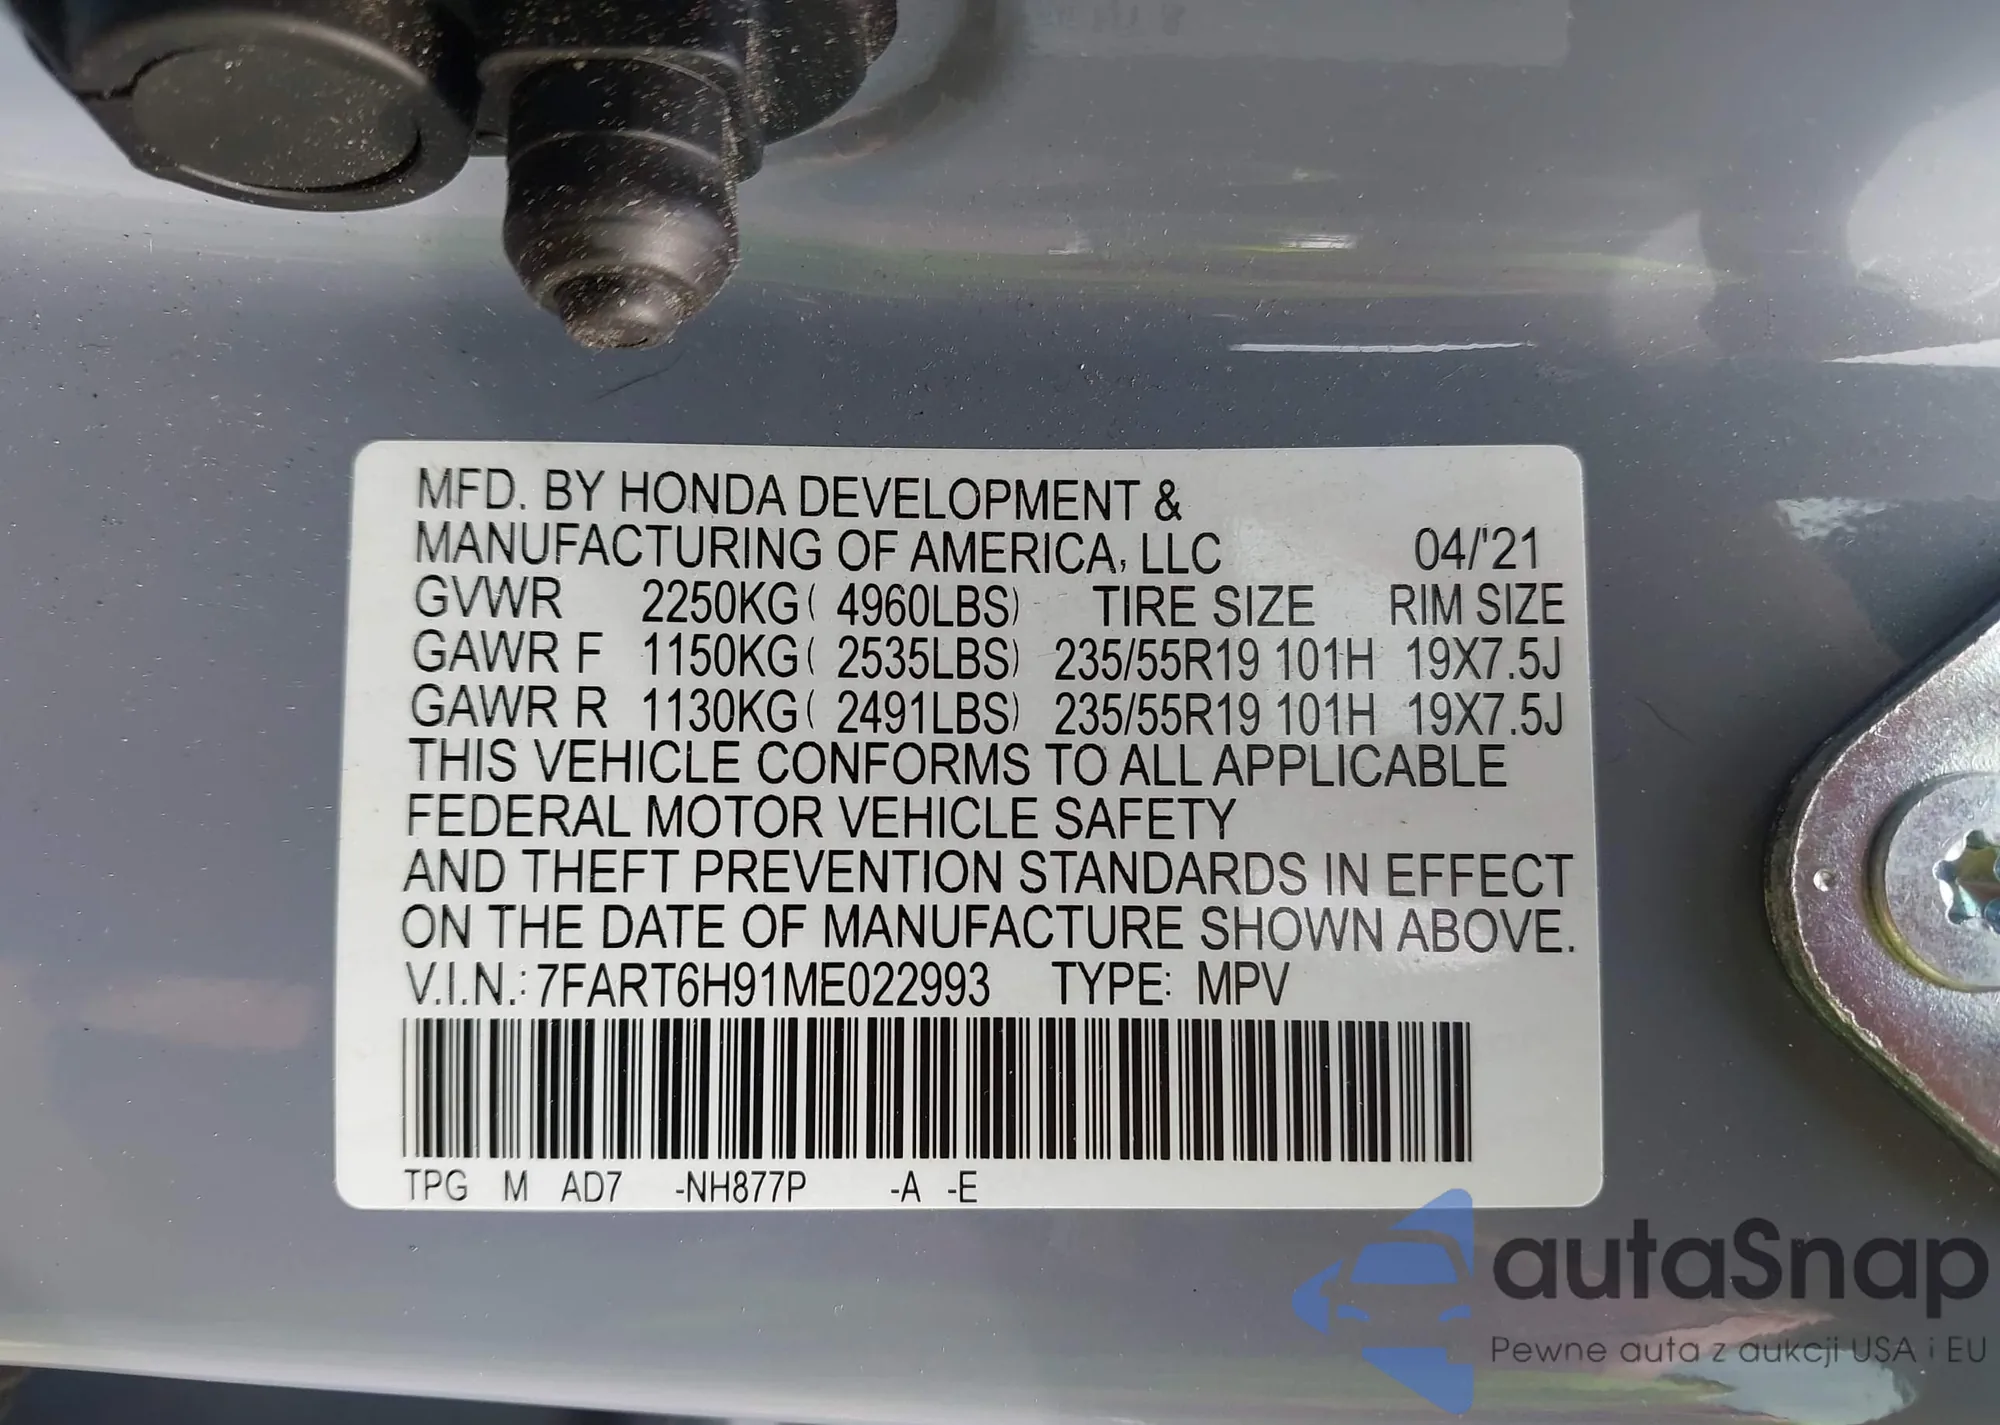 MFD. BY HONDA DEVELOPMENT &
MANUFACTURING OF AMERICA, LLC 04/'21
GVWR 2250KG( 4960LBS) TIRE SIZE RIM SIZE
GAWR F 1150KG( 2535LBS) 235/55R19 101H 19X7.5J
GAWR R 1130KG( 2491LBS) 235/55R19 101H 19X7.5J
THIS VEHICLE CONFORMS TO ALL APPLICABLE
FEDERAL MOTOR VEHICLE SAFETY
AND THEFT PREVENTION STANDARDS IN EFFECT
ON THE DATE OF MANUFACTURE SHOWN ABOVE.
V.I.N.: 7FART6H91ME022993 TYPE: MPV
TPG M AD7 -NH877P -A -E
autaSnap
Pewne auta z aukcji USA i EU